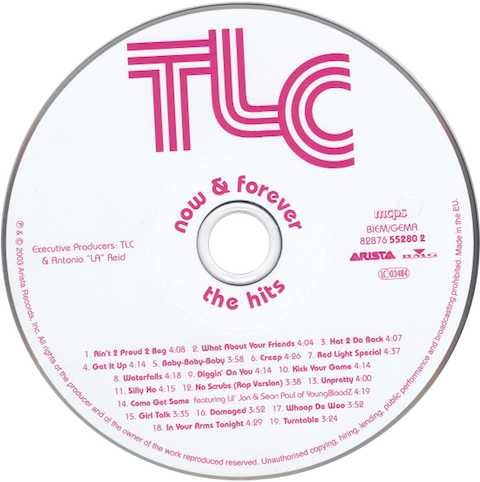 TLC
now & forever
the hits
Executive Producers: TLC
& Antonio "LA" Reid
mcps
BIEM/GEMA
82876 55280 2
ARISTA BMG
LC 03484
1. Ain't 2 Proud 2 Beg 4:08 2. What About Your Friends 4:04 3. Hat 2 Da Back 4:07
4. Get It Up 4:14 5. Baby-Baby-Baby 3:58 6. Creep 4:26 7. Red Light Special 4:37
8. Waterfalls 4:18 9. Diggin' On You 4:14 10. Kick Your Game 4:14
11. Silly Ho 4:15 12. No Scrubs (Rap Version) 3:38 13. Unpretty 4:00
14. Come Get Some featuring Lil' Jon & Sean Paul of YoungBloodZ 4:19
15. Girl Talk 3:35 16. Damaged 3:52 17. Whoop De Woo 3:52
18. In Your Arms Tonight 4:29 19. Turntable 3:24
℗ & © 2003 Arista Records, Inc. All rights of the producer and of the owner of the work reproduced reserved. Unauthorised copying, hiring, lending, public performance and broadcasting prohibited. Made in the EU.